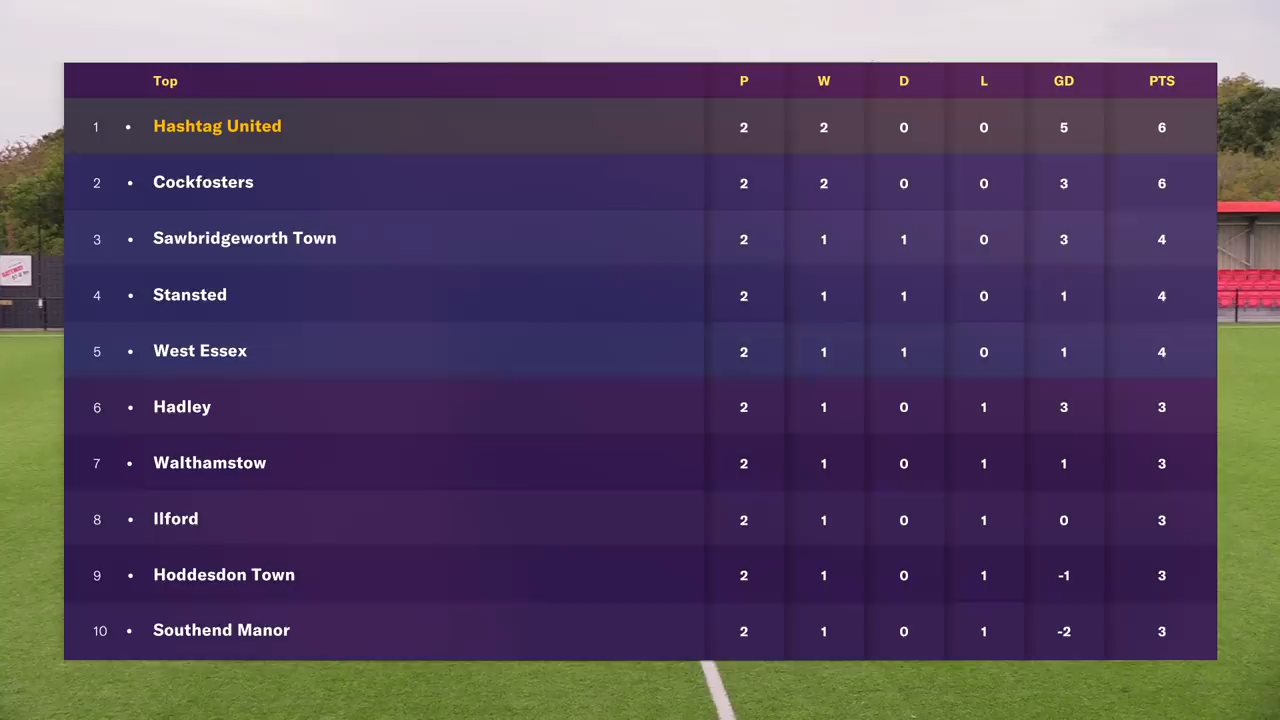 Top P W D L GD PTS
1 • Hashtag United 2 2 0 0 5 6
2 • Cockfosters 2 2 0 0 3 6
3 • Sawbridgeworth Town 2 1 1 0 3 4
4 • Stansted 2 1 1 0 1 4
5 • West Essex 2 1 1 0 1 4
6 • Hadley 2 1 0 1 3 3
7 • Walthamstow 2 1 0 1 1 3
8 • Ilford 2 1 0 1 0 3
9 • Hoddesdon Town 2 1 0 1 -1 3
10 • Southend Manor 2 1 0 1 -2 3